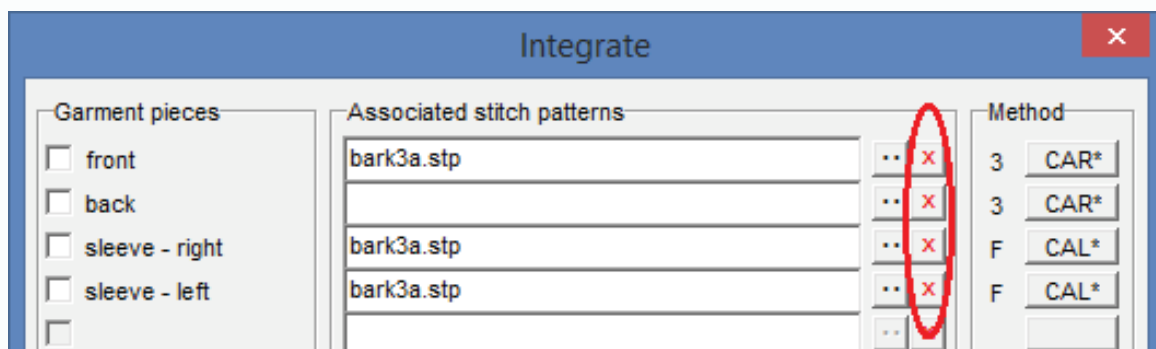 Integrate x
Garment pieces Associated stitch patterns Method
front bark3a.stp .. x 3 CAR*
back .. x 3 CAR*
sleeve - right bark3a.stp .. x F CAL*
sleeve - left bark3a.stp .. x F CAL*
..